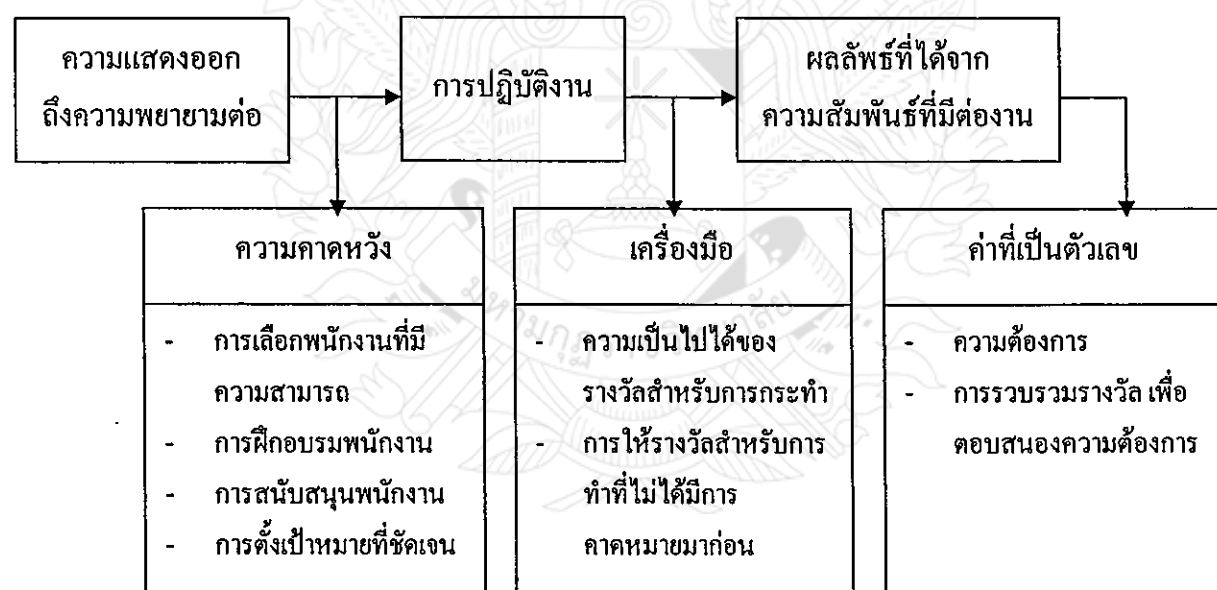 ความแสดงออก
ถึงความพยายามต่อ
การปฏิบัติงาน
ผลลัพธ์ที่ได้จาก
ความสัมพันธ์ที่มีต่องาน
ความคาดหวัง
- การเลือกพนักงานที่มี
ความสามารถ
- การฝึกอบรมพนักงาน
- การสนับสนุนพนักงาน
- การตั้งเป้าหมายที่ชัดเจน
เครื่องมือ
- ความเป็นไปได้ของ
รางวัลสำหรับการกระทำ
- การให้รางวัลสำหรับการ
ทำที่ไม่ได้มีการ
คาดหมายมาก่อน
ค่าที่เป็นตัวเลข
- ความต้องการ
- การรวบรวมรางวัล เพื่อ
ตอบสนองความต้องการ